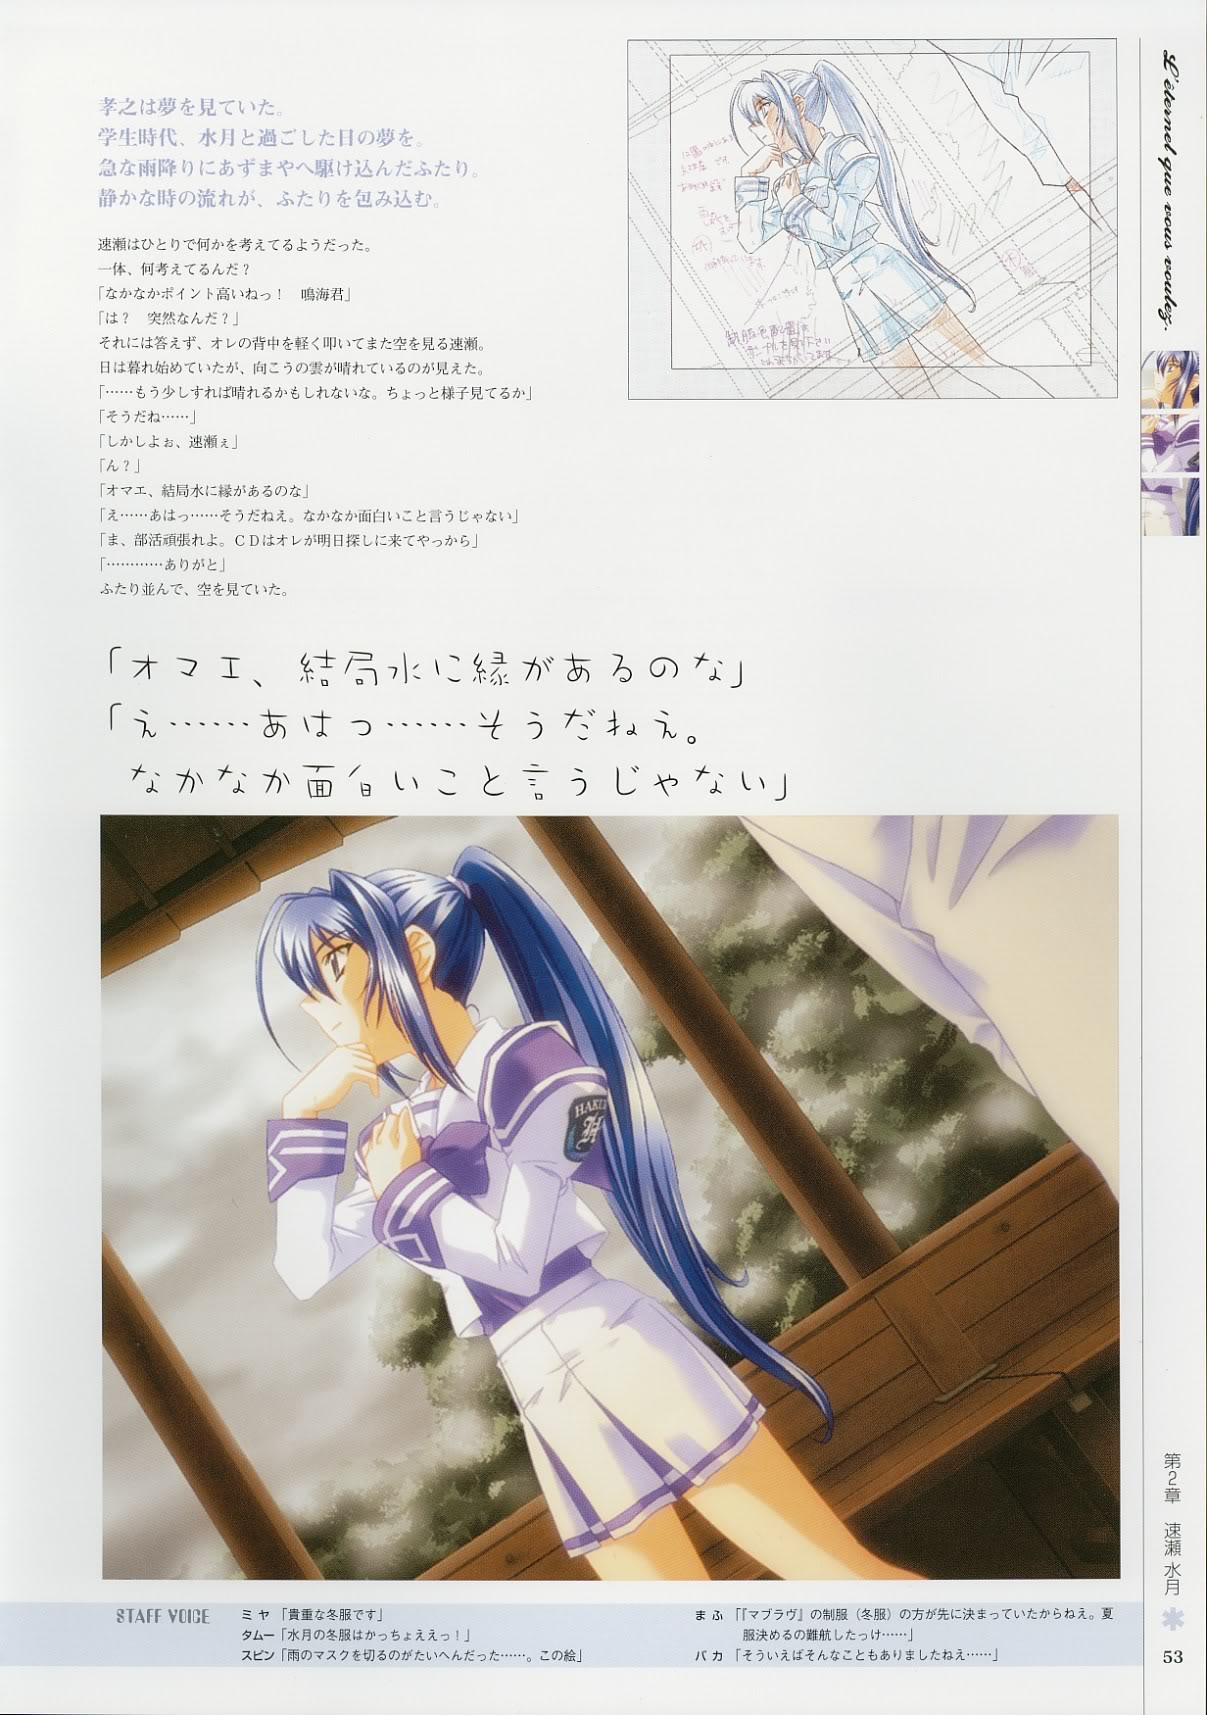 孝之は夢を見ていた。
学生時代、水月と過ごした日の夢を。
急な雨降りにあずまやへ駆け込んだふたり。
静かな時の流れが、ふたりを包み込む。
速瀬はひとりで何かを考えてるようだった。
一体、何考えてるんだ?
「なかなかポイント高いねっ! 鳴海君」
「は? 突然なんだ?」
それには答えず、オレの背中を軽く叩いてまた空を見る速瀬。
日は暮れ始めていたが、向こうの雲が晴れているのが見えた。
「……もう少しすれば晴れるかもしれないな。ちょっと様子見てるか」
「そうだね……」
「しかしよぉ、速瀬ぇ」
「ん?」
「オマエ、結局水に縁があるのな」
「え……あはっ……そうだねえ。なかなか面白いこと言うじゃない」
「ま、部活頑張れよ。CDはオレが明日探しに来てやっから」
「…………ありがと」
ふたり並んで、空を見ていた。
「オマエ、結局水に縁があるのな」
「え……あはっ……そうだねえ。
なかなか面白いこと言うじゃない」
L'éternel que vous voulez.
HAKU
H
第2章 速瀬 水月
53
STAFF VOICE
ミヤ「貴重な冬服です」
タムー「水月の冬服はかっちょええっ!」
スピン「雨のマスクを切るのがたいへんだった……。この絵」
まふ「『マブラヴ』の制服(冬服)の方が先に決まっていたからねえ。夏
服決めるの難航したっけ……」
バカ「そういえばそんなこともありましたねえ……」